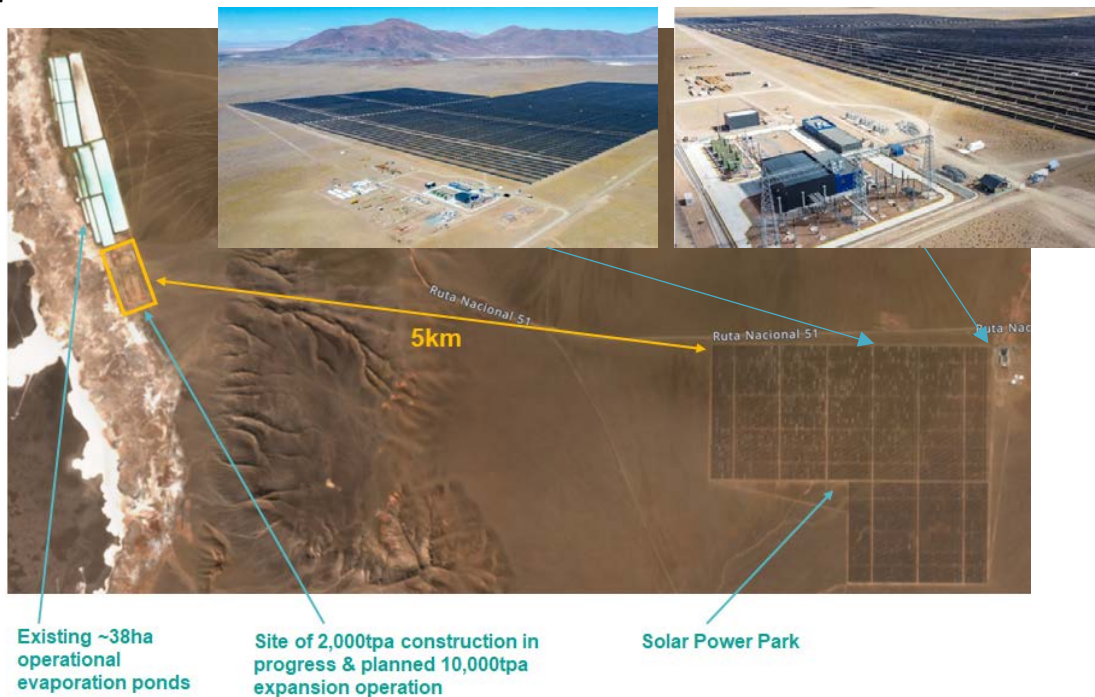 Ruta Nacional 51
5km
Ruta Nacional 51
Ruta Nac
Existing ~38ha
operational
evaporation ponds
Site of 2,000tpa construction in
progress & planned 10,000tpa
expansion operation
Solar Power Park